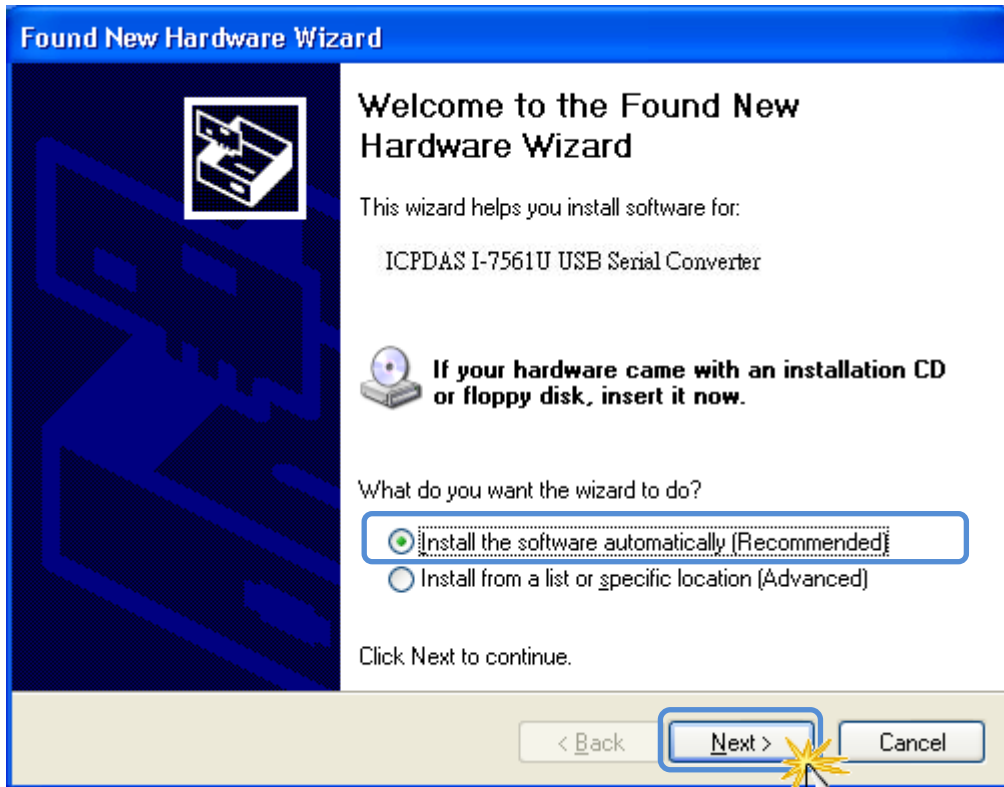 Found New Hardware Wizard
Welcome to the Found New
Hardware Wizard
This wizard helps you install software for:
ICPDAS I-7561U USB Serial Converter
If your hardware came with an installation CD
or floppy disk, insert it now.
What do you want the wizard to do?
Install the software automatically (Recommended)
Install from a list or specific location (Advanced)
Click Next to continue.
< Back Next > Cancel